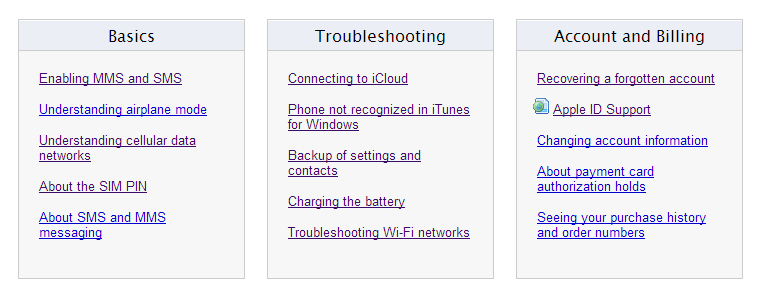 Basics
Enabling MMS and SMS
Understanding airplane mode
Understanding cellular data
networks
About the SIM PIN
About SMS and MMS
messaging
Troubleshooting
Connecting to iCloud
Phone not recognized in iTunes
for Windows
Backup of settings and
contacts
Charging the battery
Troubleshooting Wi-Fi networks
Account and Billing
Recovering a forgotten account
Apple ID Support
Changing account information
About payment card
authorization holds
Seeing your purchase history
and order numbers